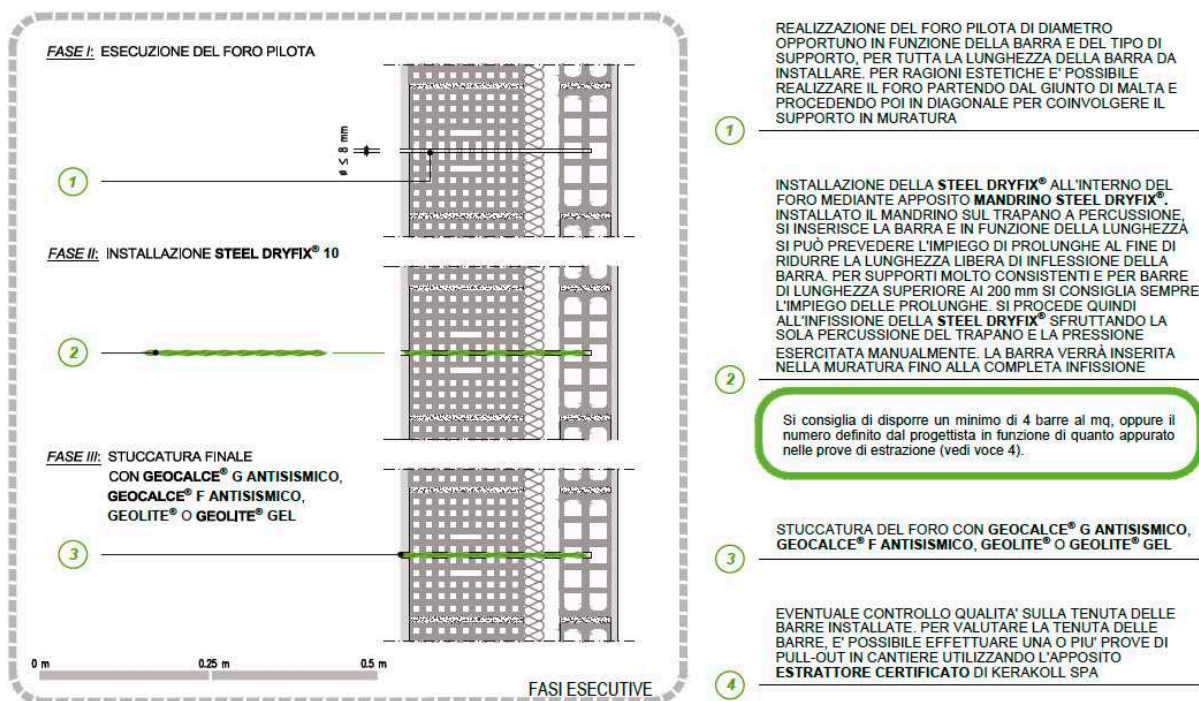 FASE I: ESECUZIONE DEL FORO PILOTA
ø ≤ 8 mm
1
FASE II: INSTALLAZIONE STEEL DRYFIX® 10
2
FASE III: STUCCATURA FINALE
CON GEOCALCE® G ANTISISMICO,
GEOCALCE® F ANTISISMICO,
GEOLITE® O GEOLITE® GEL
3
0 m
0.25 m
0.5 m
FASI ESECUTIVE
REALIZZAZIONE DEL FORO PILOTA DI DIAMETRO
OPPORTUNO IN FUNZIONE DELLA BARRA E DEL TIPO DI
SUPPORTO, PER TUTTA LA LUNGHEZZA DELLA BARRA DA
INSTALLARE. PER RAGIONI ESTETICHE E' POSSIBILE
REALIZZARE IL FORO PARTENDO DAL GIUNTO DI MALTA E
PROCEDENDO POI IN DIAGONALE PER COINVOLGERE IL
SUPPORTO IN MURATURA
1
INSTALLAZIONE DELLA STEEL DRYFIX® ALL'INTERNO DEL
FORO MEDIANTE APPOSITO MANDRINO STEEL DRYFIX®.
INSTALLATO IL MANDRINO SUL TRAPANO A PERCUSSIONE,
SI INSERISCE LA BARRA E IN FUNZIONE DELLA LUNGHEZZA
SI PUÒ PREVEDERE L'IMPIEGO DI PROLUNGHE AL FINE DI
RIDURRE LA LUNGHEZZA LIBERA DI INFLESSIONE DELLA
BARRA. PER SUPPORTI MOLTO CONSISTENTI E PER BARRE
DI LUNGHEZZA SUPERIORE AI 200 mm SI CONSIGLIA SEMPRE
L'IMPIEGO DELLE PROLUNGHE. SI PROCEDE QUINDI
ALL'INFISSIONE DELLA STEEL DRYFIX® SFRUTTANDO LA
SOLA PERCUSSIONE DEL TRAPANO E LA PRESSIONE
ESERCITATA MANUALMENTE. LA BARRA VERRÀ INSERITA
NELLA MURATURA FINO ALLA COMPLETA INFISSIONE
2
Si consiglia di disporre un minimo di 4 barre al mq, oppure il
numero definito dal progettista in funzione di quanto appurato
nelle prove di estrazione (vedi voce 4).
STUCCATURA DEL FORO CON GEOCALCE® G ANTISISMICO,
GEOCALCE® F ANTISISMICO, GEOLITE® O GEOLITE® GEL
3
EVENTUALE CONTROLLO QUALITA' SULLA TENUTA DELLE
BARRE INSTALLATE. PER VALUTARE LA TENUTA DELLE
BARRE, E' POSSIBILE EFFETTUARE UNA O PIU' PROVE DI
PULL-OUT IN CANTIERE UTILIZZANDO L'APPOSITO
ESTRATTORE CERTIFICATO DI KERAKOLL SPA
4